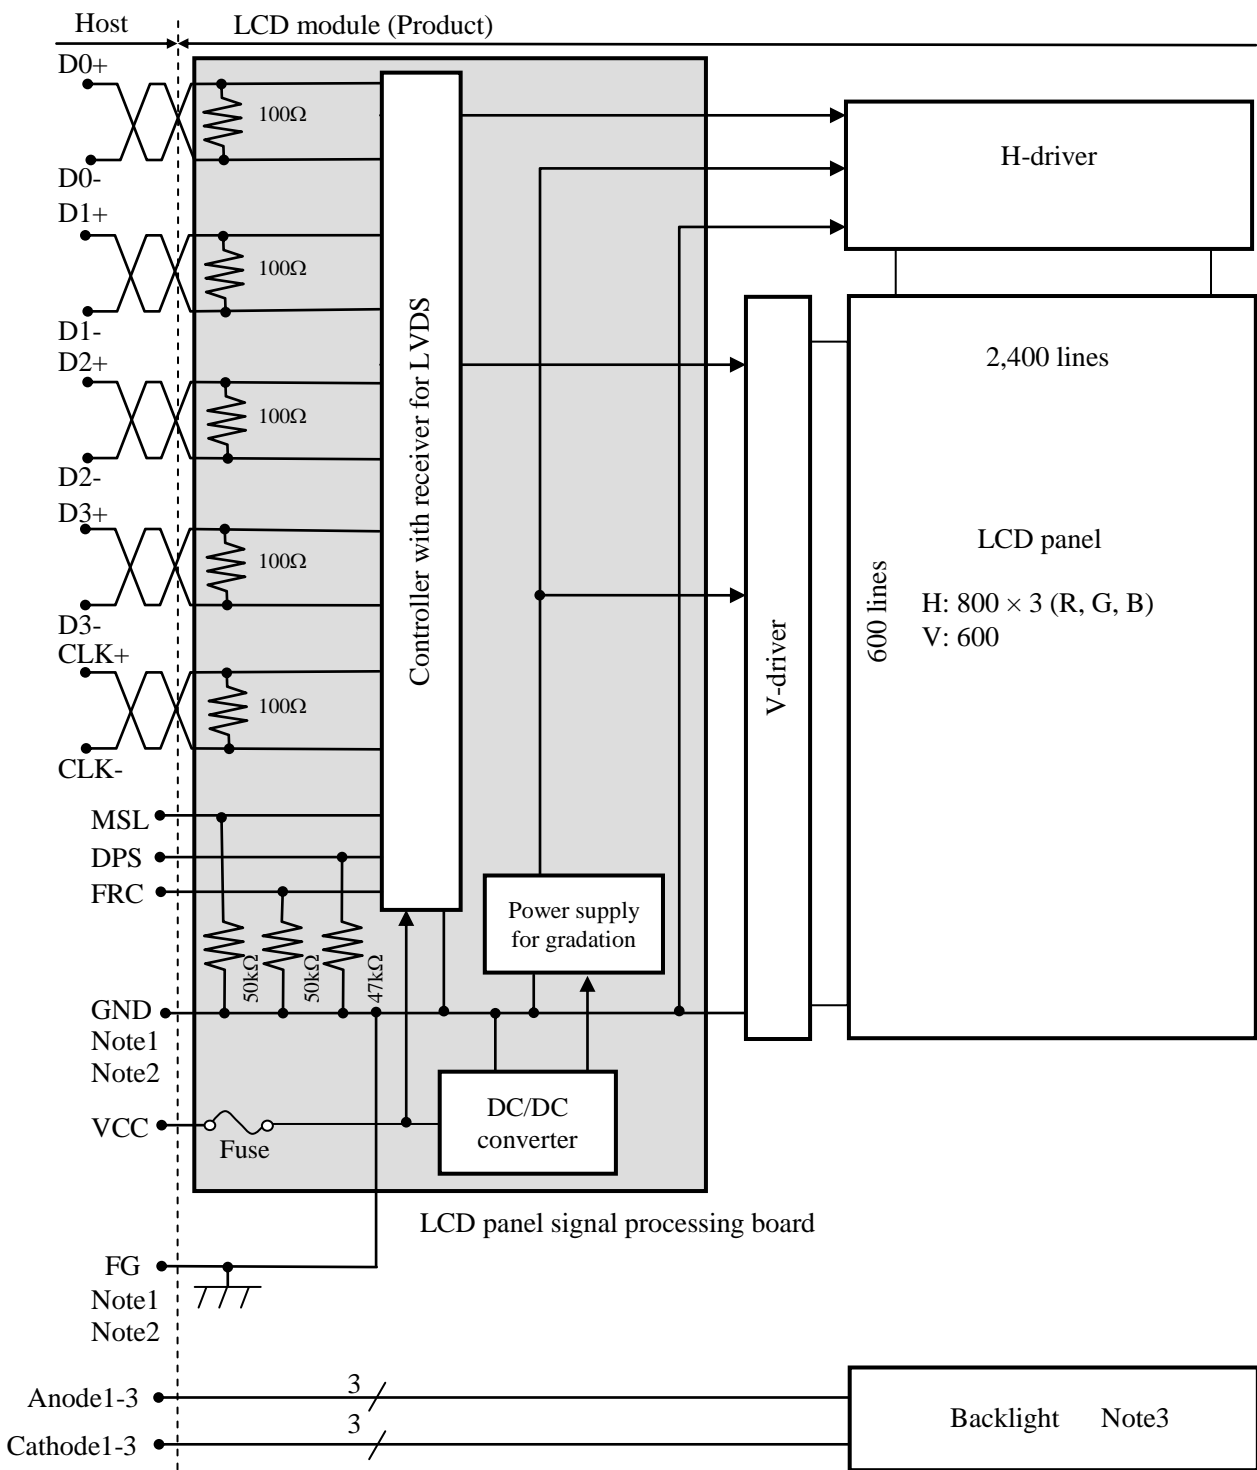 Host
LCD module (Product)
D0+
100Ω
D0-
D1+
100Ω
D1-
D2+
100Ω
D2-
D3+
100Ω
D3-
CLK+
100Ω
CLK-
MSL
DPS
FRC
50kΩ
50kΩ
47kΩ
GND
Note1
Note2
VCC
Fuse
Controller with receiver for LVDS
Power supply
for gradation
DC/DC
converter
LCD panel signal processing board
H-driver
V-driver
2,400 lines
600 lines
LCD panel
H: 800 × 3 (R, G, B)
V: 600
FG
Note1
Note2
Anode1-3
3
Cathode1-3
3
Backlight Note3